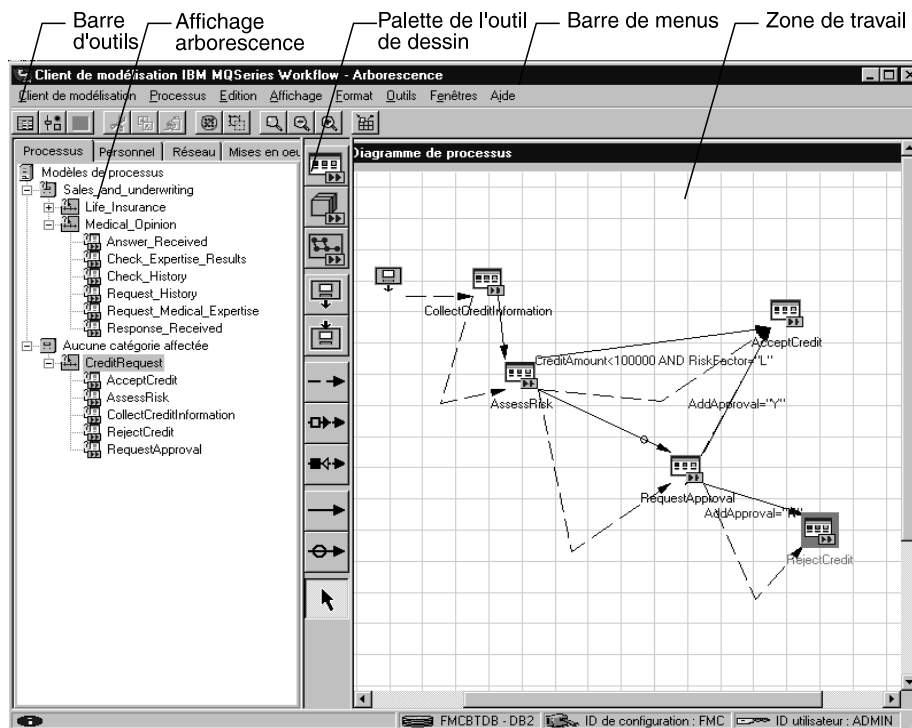 Barre d'outils
Affichage arborescence
Palette de l'outil de dessin
Barre de menus
Zone de travail
Client de modélisation IBM MQSeries Workflow - Arborescence
Client de modélisation Processus Edition Affichage Format Outils Fenêtres Aide
Processus Personnel Réseau Mises en oeu
Diagramme de processus
Modèles de processus
Sales_and_underwriting
Life_Insurance
Medical_Opinion
Answer_Received
Check_Expertise_Results
Check_History
Request_History
Request_Medical_Expertise
Response_Received
Aucune catégorie affectée
CreditRequest
AcceptCredit
AssessRisk
CollectCreditInformation
RejectCredit
RequestApproval
CollectCreditInformation
AcceptCredit
CreditAmount<100000 AND RiskFactor="L"
AssessRisk
AddApproval="Y"
RequestApproval
AddApproval="N"
RejectCredit
FMCBTDB - DB2 ID de configuration : FMC ID utilisateur : ADMIN